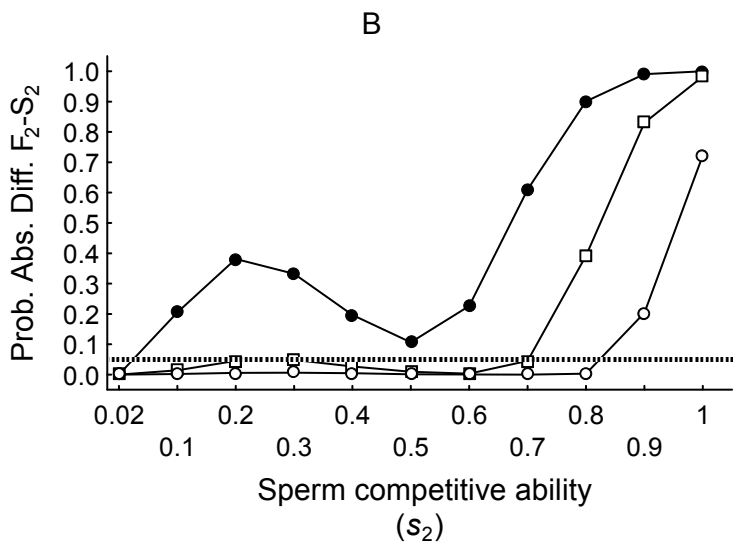 B
Prob. Abs. Diff. F₂-S₂
1.0
0.9
0.8
0.7
0.6
0.5
0.4
0.3
0.2
0.1
0.0
0.02 0.2 0.4 0.6 0.8 1
0.1 0.3 0.5 0.7 0.9
Sperm competitive ability
(s₂)